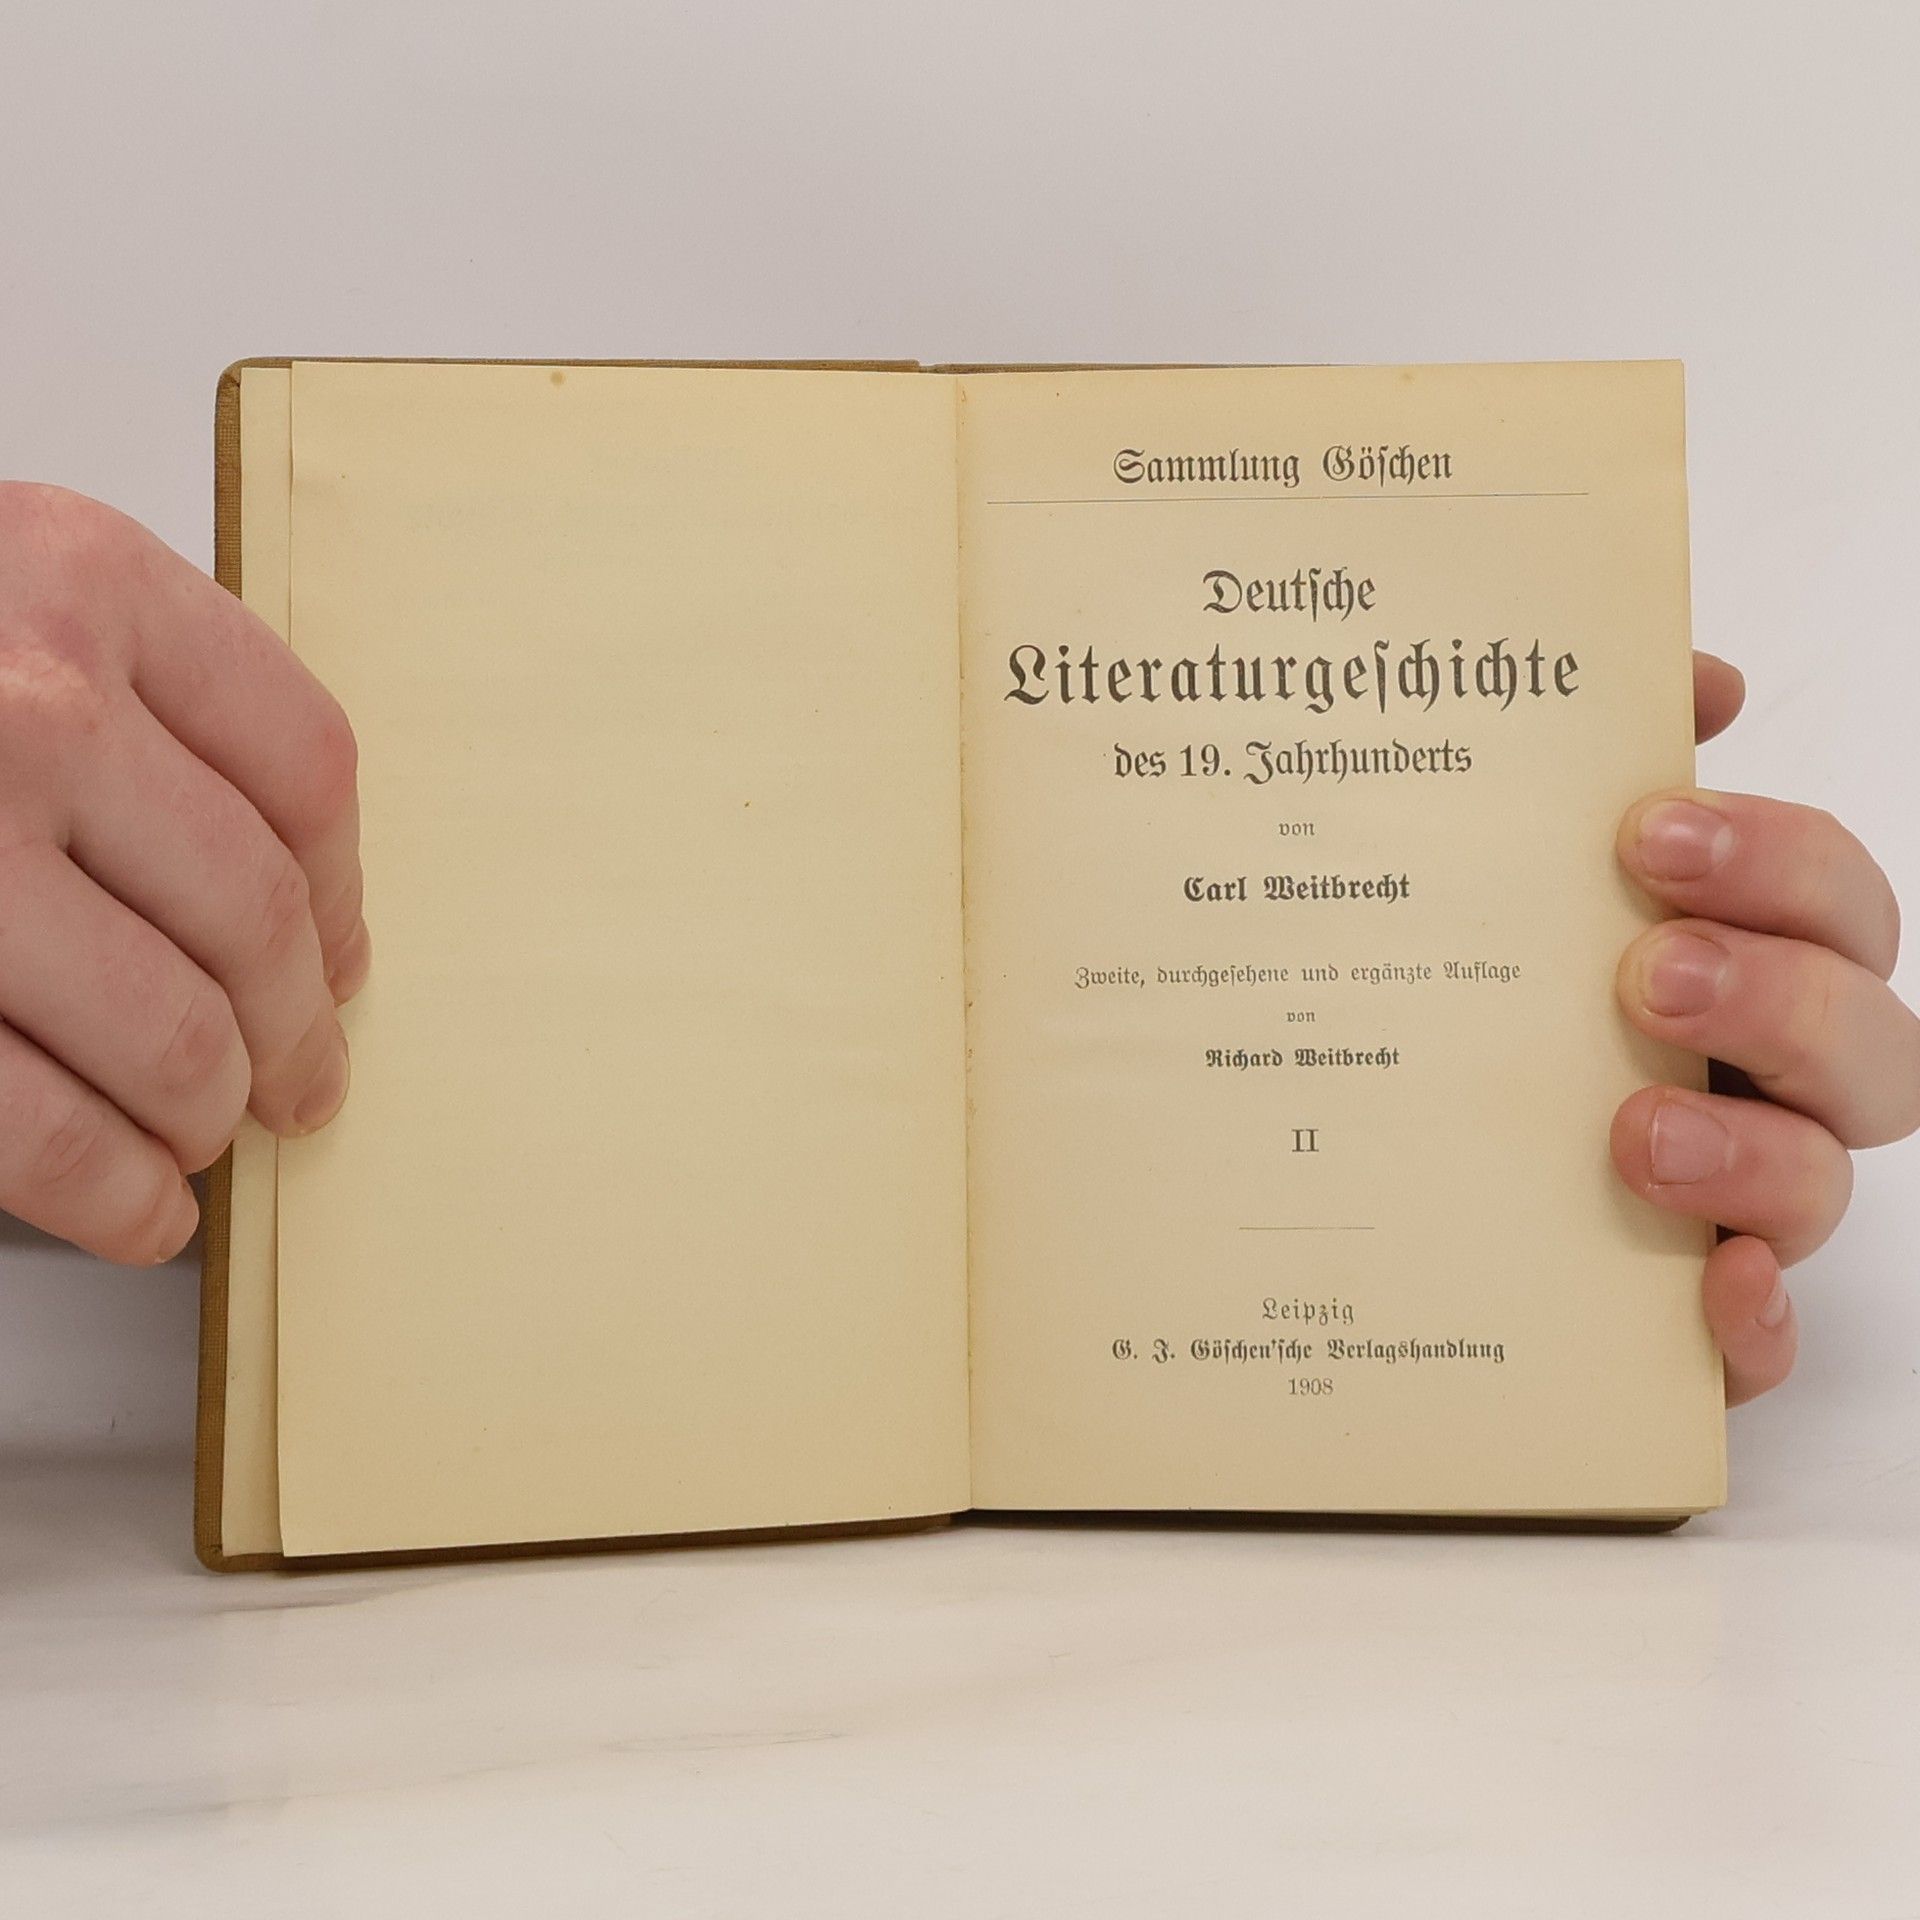 Sammlung Göſchen
Deutſche
Literaturgeſchichte
des 19. Jahrhunderts
von
Carl Weitbrecht
Zweite, durchgeſehene und ergänzte Auflage
von
Richard Weitbrecht
II
Leipzig
G. J. Göſchen'ſche Verlagshandlung
1908